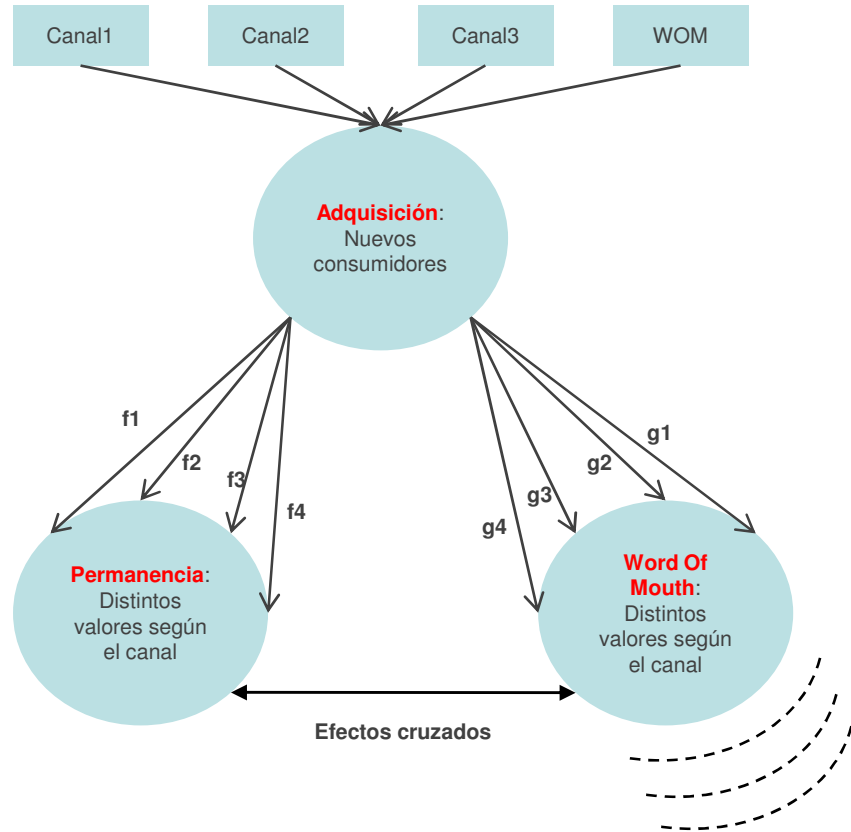 Canal1
Canal2
Canal3
WOM
Adquisición:
Nuevos
consumidores
f1
f2
f3
f4
g1
g2
g3
g4
Permanencia:
Distintos
valores según
el canal
Word Of
Mouth:
Distintos
valores según
el canal
Efectos cruzados